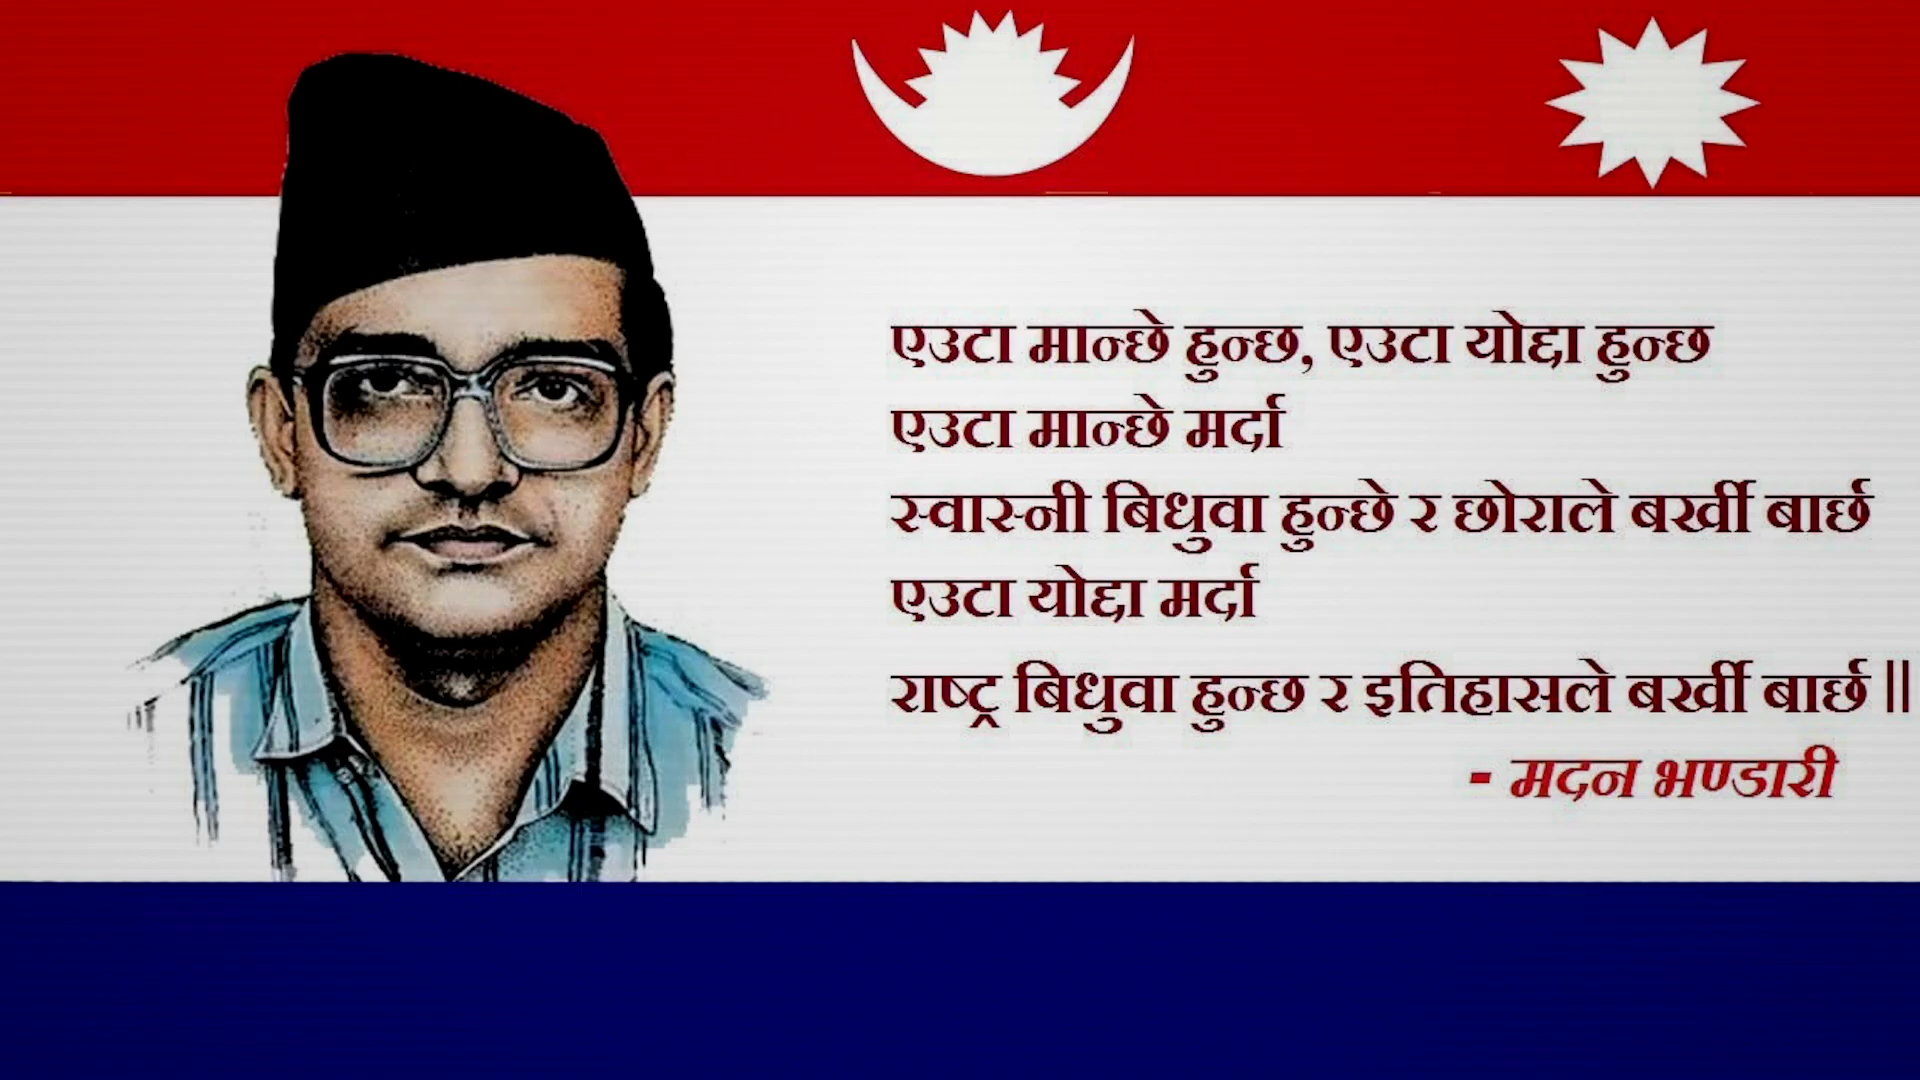 एउटा मान्छे हुन्छ, एउटा योद्दा हुन्छ
एउटा मान्छे मर्दा
स्वास्नी बिधुवा हुन्छे र छोराले बर्खी बार्छ
एउटा योद्दा मर्दा
राष्ट्र बिधुवा हुन्छ र इतिहासले बर्खी बार्छ ॥
- मदन भण्डारी